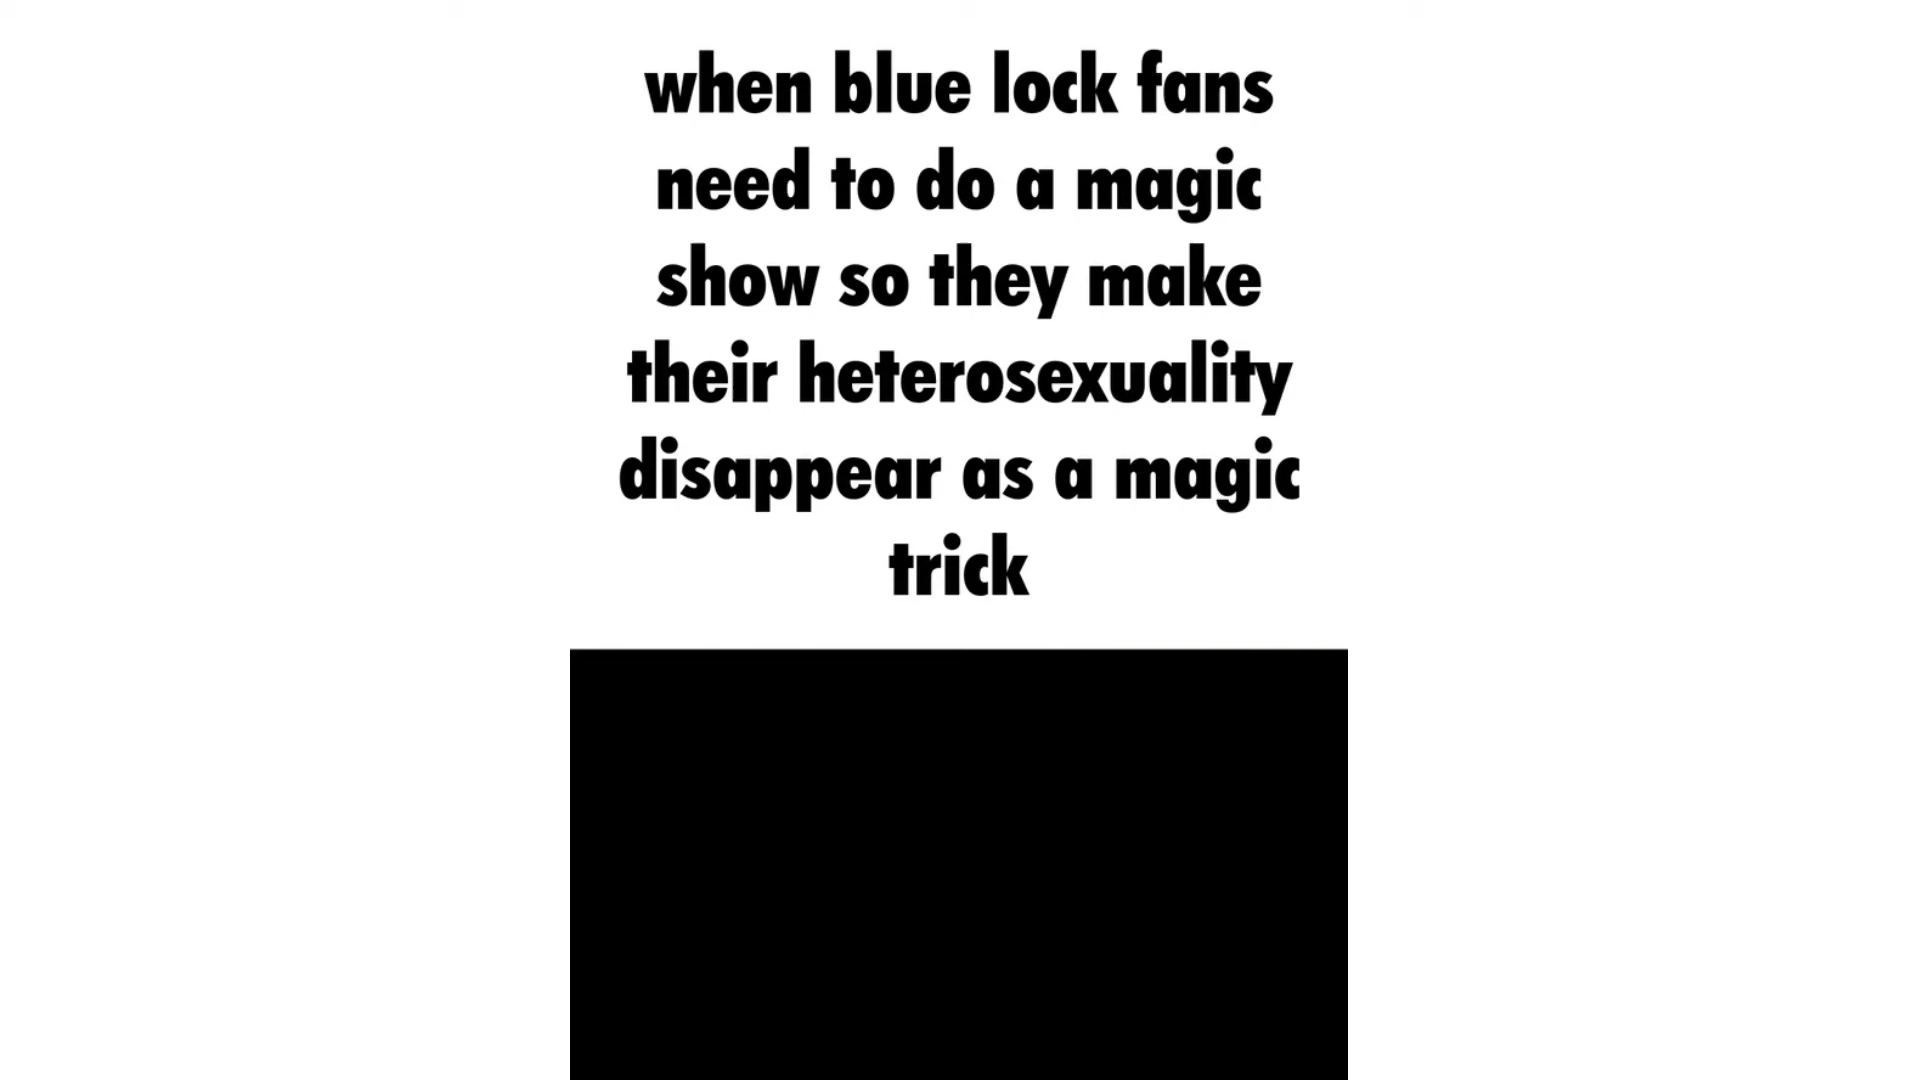 when blue lock fans
need to do a magic
show so they make
their heterosexuality
disappear as a magic
trick